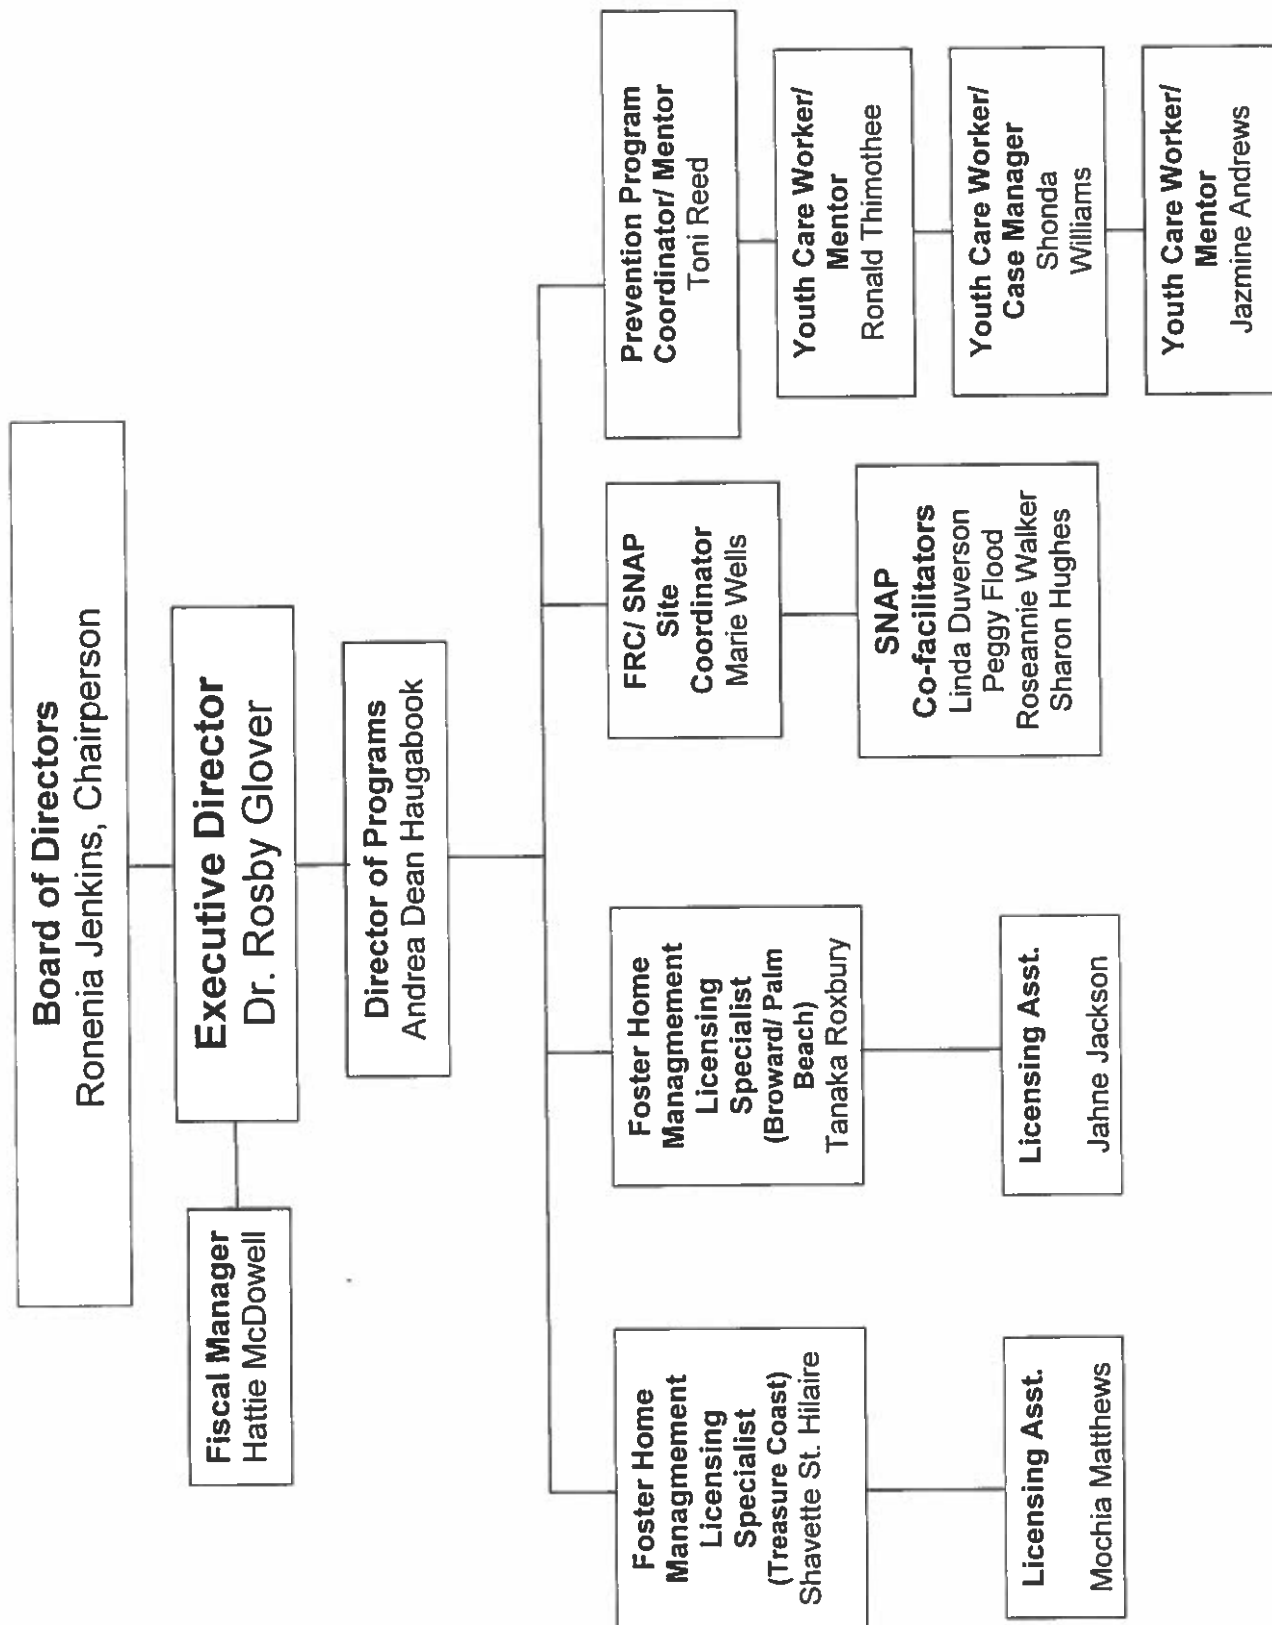 Board of Directors
Ronenia Jenkins, Chairperson
Fiscal Manager
Hattie McDowell
Executive Director
Dr. Rosby Glover
Director of Programs
Andrea Dean Haugabook
Foster Home
Managmement
Licensing
Specialist
(Treasure Coast)
Shavette St. Hilaire
Foster Home
Managmement
Licensing
Specialist
(Broward/ Palm
Beach)
Tanaka Roxbury
FRC/ SNAP
Site
Coordinator
Marie Wells
Prevention Program
Coordinator/ Mentor
Toni Reed
Youth Care Worker/
Mentor
Ronald Thimothee
SNAP
Co-facilitators
Linda Duverson
Peggy Flood
Roseannie Walker
Sharon Hughes
Youth Care Worker/
Case Manager
Shonda
Williams
Licensing Asst.
Mochia Matthews
Licensing Asst.
Jahne Jackson
Youth Care Worker/
Mentor
Jazmine Andrews